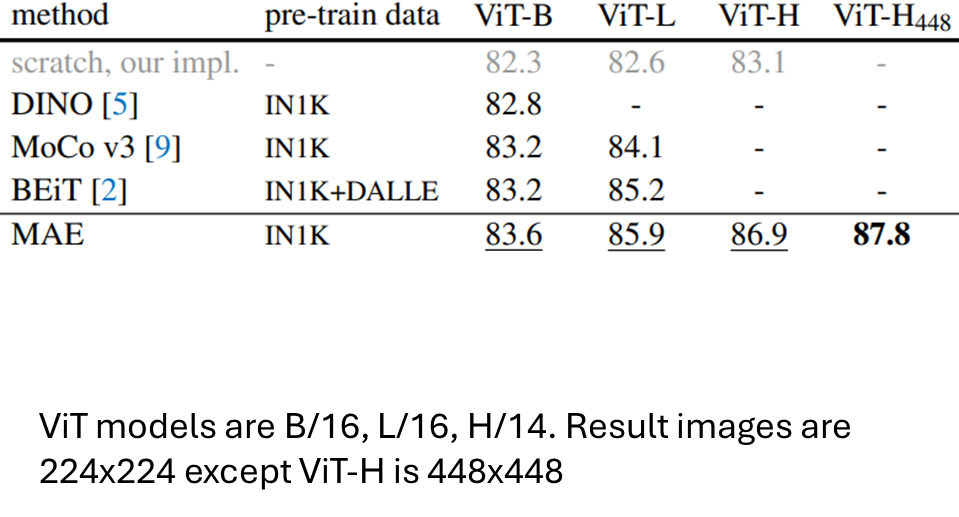 method pre-train data ViT-B ViT-L ViT-H ViT-H448
scratch, our impl. - 82.3 82.6 83.1 -
DINO [5] IN1K 82.8 - - -
MoCo v3 [9] IN1K 83.2 84.1 - -
BEiT [2] IN1K+DALLE 83.2 85.2 - -
MAE IN1K 83.6 85.9 86.9 87.8
ViT models are B/16, L/16, H/14. Result images are
224x224 except ViT-H is 448x448